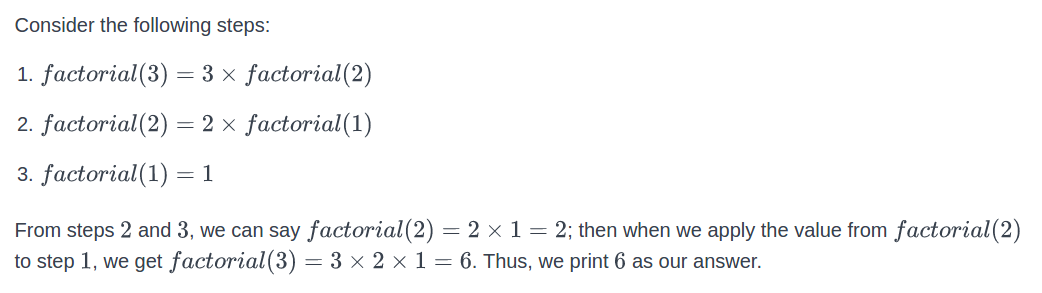 Consider the following steps:
1. factorial(3) = 3 × factorial(2)
2. factorial(2) = 2 × factorial(1)
3. factorial(1) = 1
From steps 2 and 3, we can say factorial(2) = 2 × 1 = 2; then when we apply the value from factorial(2)
to step 1, we get factorial(3) = 3 × 2 × 1 = 6. Thus, we print 6 as our answer.